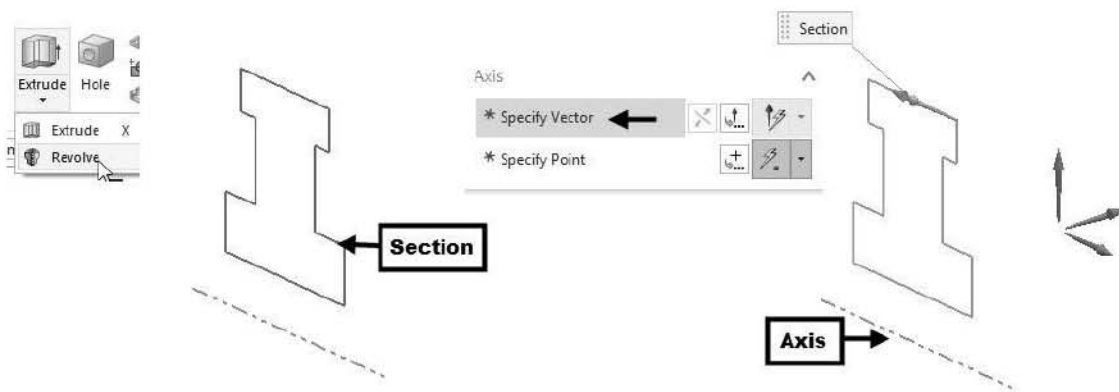 Extrude
Hole
Extrude X
Revolve
Section
Axis
* Specify Vector
* Specify Point
Section
Axis